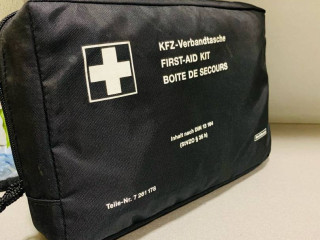 KFZ-Verbandtasche
FIRST-AID KIT
BOITE DE SECOURS
Inhalt nach DIN 13 164
(StVZO § 35 h)
Teile-Nr. 7 261 178